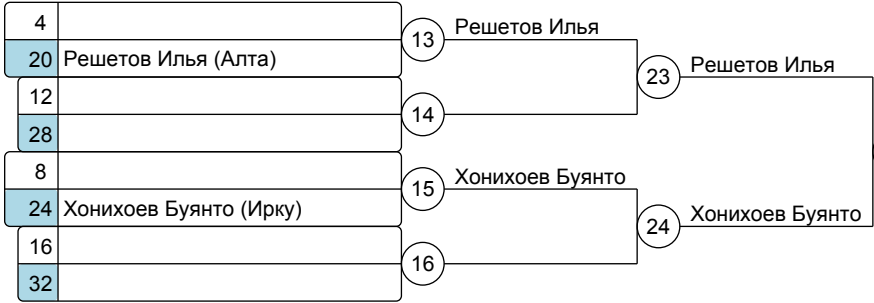 4
20 Решетов Илья (Алта)
13 Решетов Илья
23 Решетов Илья
12
28
14
8
24 Хонихоев Буянто (Ирку)
15 Хонихоев Буянто
24 Хонихоев Буянто
16
32
16